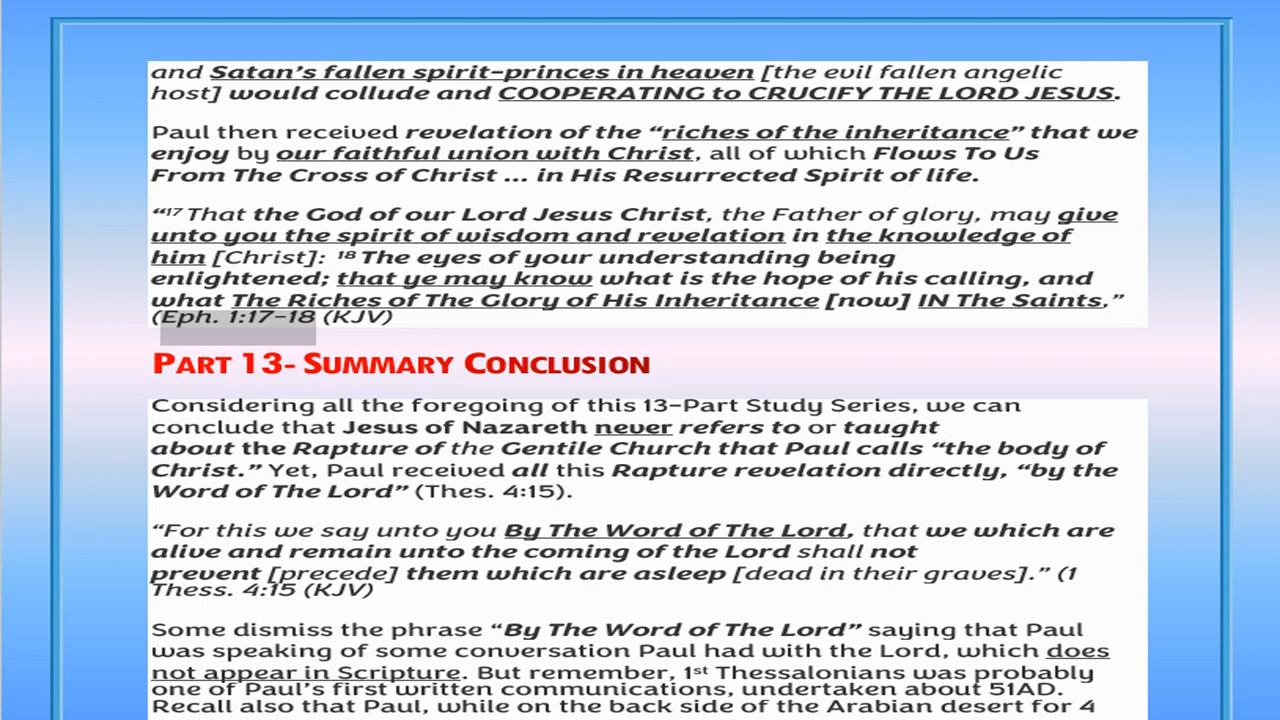 and Satan's fallen spirit-princes in heaven [the evil fallen angelic
host] would collude and COOPERATING to CRUCIFY THE LORD JESUS.
Paul then received revelation of the “riches of the inheritance” that we
enjoy by our faithful union with Christ, all of which Flows To Us
From The Cross of Christ ... in His Resurrected Spirit of life.
“17 That the God of our Lord Jesus Christ, the Father of glory, may give
unto you the spirit of wisdom and revelation in the knowledge of
him [Christ]: 18 The eyes of your understanding being
enlightened; that ye may know what is the hope of his calling, and
what The Riches of The Glory of His Inheritance [now] IN The Saints,”
(Eph. 1:17-18 (KJV)
PART 13- SUMMARY CONCLUSION
Considering all the foregoing of this 13-Part Study Series, we can
conclude that Jesus of Nazareth never refers to or taught
about the Rapture of the Gentile Church that Paul calls “the body of
Christ.” Yet, Paul received all this Rapture revelation directly, “by the
Word of The Lord” (Thes. 4:15).
“For this we say unto you By The Word of The Lord, that we which are
alive and remain unto the coming of the Lord shall not
prevent [precede] them which are asleep [dead in their graves].” (1
Thess. 4:15 (KJV)
Some dismiss the phrase “By The Word of The Lord” saying that Paul
was speaking of some conversation Paul had with the Lord, which does
not appear in Scripture. But remember, 1st Thessalonians was probably
one of Paul's first written communications, undertaken about 51AD.
Recall also that Paul, while on the back side of the Arabian desert for 4